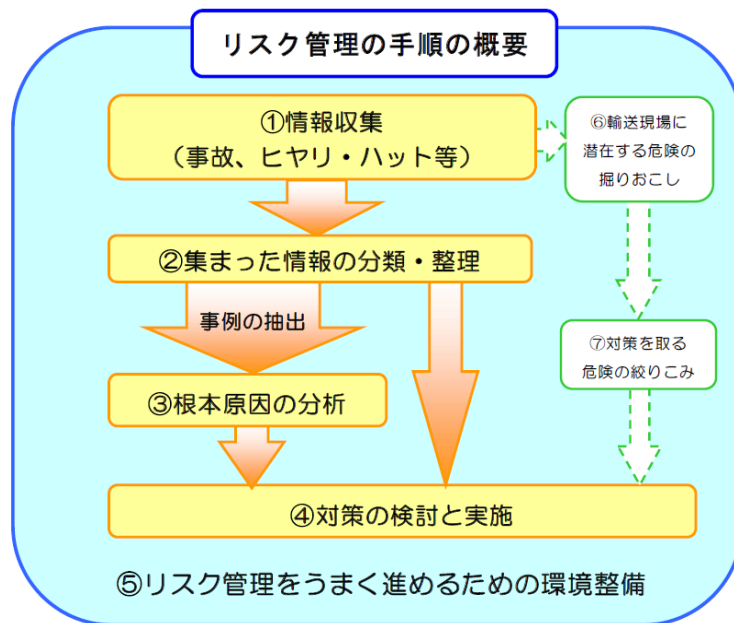 リスク管理の手順の概要
①情報収集
（事故、ヒヤリ・ハット等）
⑥輸送現場に
潜在する危険の
掘りおこし
②集まった情報の分類・整理
事例の抽出
⑦対策を取る
危険の絞りこみ
③根本原因の分析
④対策の検討と実施
⑤リスク管理をうまく進めるための環境整備